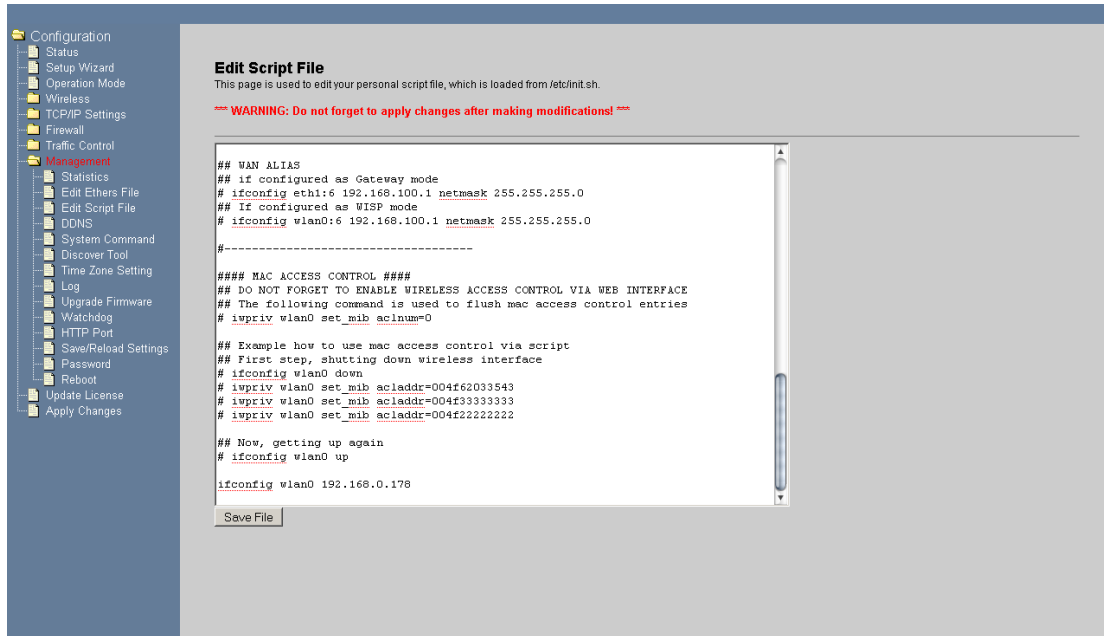 Configuration
Status
Setup Wizard
Operation Mode
Wireless
TCP/IP Settings
Firewall
Traffic Control
Management
Statistics
Edit Ethers File
Edit Script File
DDNS
System Command
Discover Tool
Time Zone Setting
Log
Upgrade Firmware
Watchdog
HTTP Port
Save/Reload Settings
Password
Reboot
Update License
Apply Changes
Edit Script File
This page is used to edit your personal script file, which is loaded from /etc/init.sh.
*** WARNING: Do not forget to apply changes after making modifications! ***
## WAN ALIAS
## if configured as Gateway mode
# ifconfig eth1:6 192.168.100.1 netmask 255.255.255.0
## If configured as WISP mode
# ifconfig wlan0:6 192.168.100.1 netmask 255.255.255.0
#------------------------------------
#### MAC ACCESS CONTROL ####
## DO NOT FORGET TO ENABLE WIRELESS ACCESS CONTROL VIA WEB INTERFACE
## The following command is used to flush mac access control entries
# iwpriv wlan0 set_mib aclnum=0
## Example how to use mac access control via script
## First step, shutting down wireless interface
# ifconfig wlan0 down
# iwpriv wlan0 set_mib acladdr=004f62033543
# iwpriv wlan0 set_mib acladdr=004f33333333
# iwpriv wlan0 set_mib acladdr=004f22222222
## Now, getting up again
# ifconfig wlan0 up
ifconfig wlan0 192.168.0.178
Save File